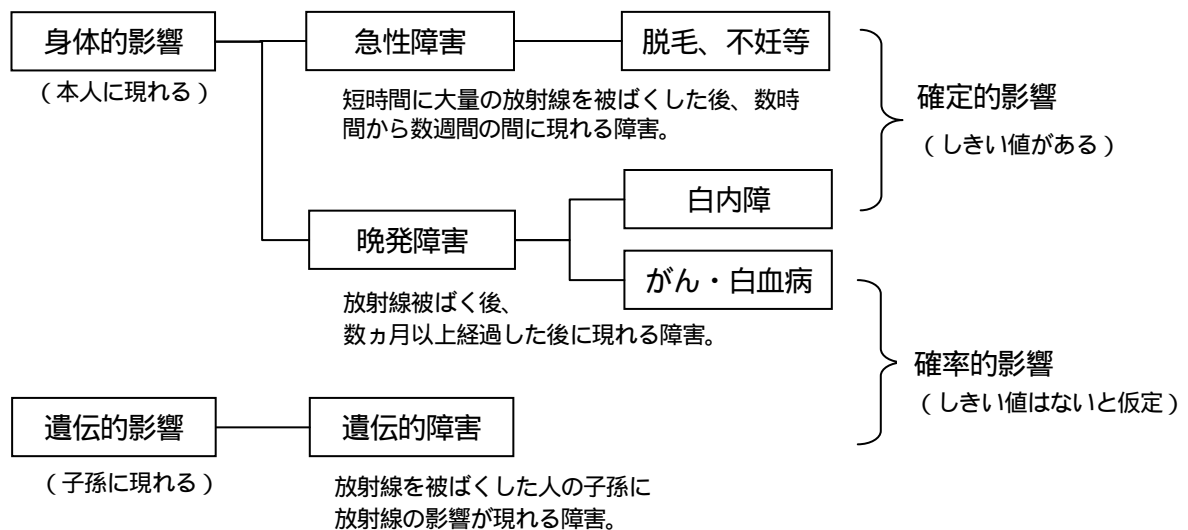 身体的影響
（本人に現れる）
急性障害
脱毛、不妊等
短時間に大量の放射線を被ばくした後、数時
間から数週間の間に現れる障害。
確定的影響
（しきい値がある）
晩発障害
白内障
がん・白血病
放射線被ばく後、
数ヵ月以上経過した後に現れる障害。
確率的影響
（しきい値はないと仮定）
遺伝的影響
（子孫に現れる）
遺伝的障害
放射線を被ばくした人の子孫に
放射線の影響が現れる障害。